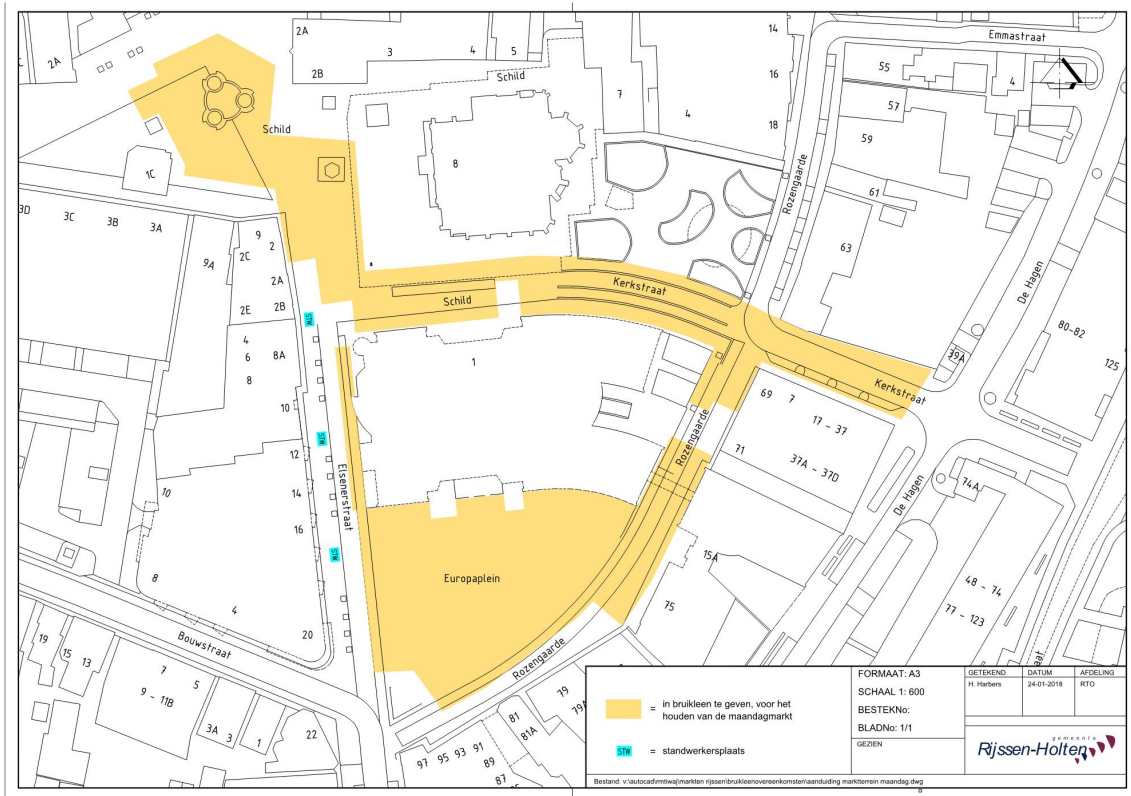 2A
2A
3
4
5
2B
Schild
14
Emmastraat
16
55
4
7
57
4
18
59
Schild
8
1C
Rozengaarde
61
3D
3C
3B
3A
9
2
63
9A
2C
2A
De Hagen
Kerkstraat
2E
2B
Schild
STW
80-82
4
6
8A
39A
125
8
1
Kerkstraat
69
7
17 - 37
10
STW
12
71
Rozengaarde
37A - 37D
Elsenerstraat
10
14
74A
De Hagen
16
STW
15A
8
Europaplein
48 - 74
4
75
77 - 123
19
15
13
Bouwstraat
20
Rozengaarde
7
5
9 - 11B
79
79A
3A
3
1
22
81
81A
97
95
93
91
89
87
= in bruikleen te geven, voor het
houden van de maandagmarkt
STW = standwerkersplaats
FORMAAT: A3
SCHAAL 1: 600
BESTEKNo:
BLADNo: 1/1
GEZIEN
GETEKEND DATUM AFDELING
H. Harbers 24-01-2018 RTO
gemeente
Rijssen-Holten
Bestand: v:\autocad\rmtiwaj\markten rijssen\bruikleenovereenkomsten\aanduiding marktterrein maandag.dwg